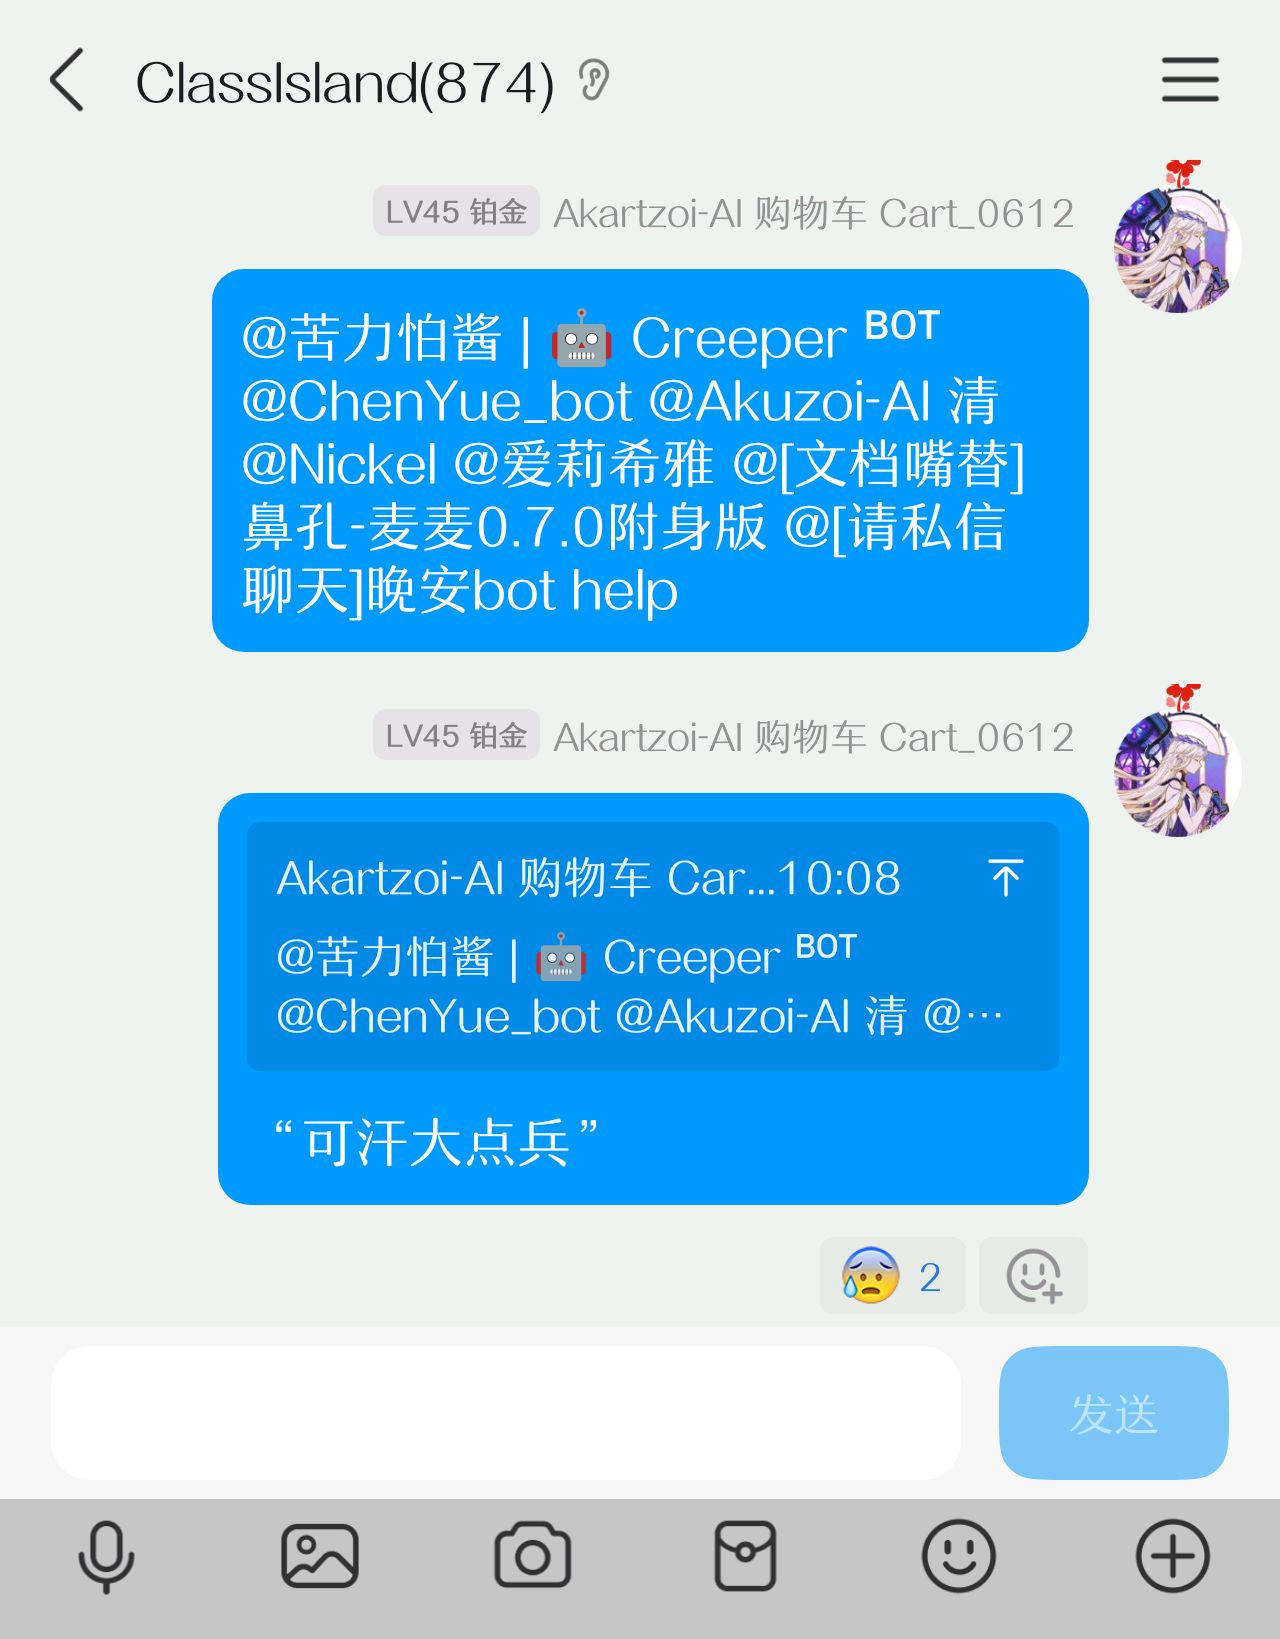 ClassIsland(874)
LV45 铂金 Akartzoi-AI 购物车 Cart_0612
@苦力怕酱 | 🤖 Creeper ᴮᴼᵀ
@ChenYue_bot @Akuzoi-AI 清
@Nickel @爱莉希雅 @[文档嘴替]
鼻孔-麦麦0.7.0附身版 @[请私信
聊天]晚安bot help
LV45 铂金 Akartzoi-AI 购物车 Cart_0612
Akartzoi-AI 购物车 Car...10:08
@苦力怕酱 | 🤖 Creeper ᴮᴼᵀ
@ChenYue_bot @Akuzoi-AI 清 @…
“可汗大点兵”
😰 2
发送